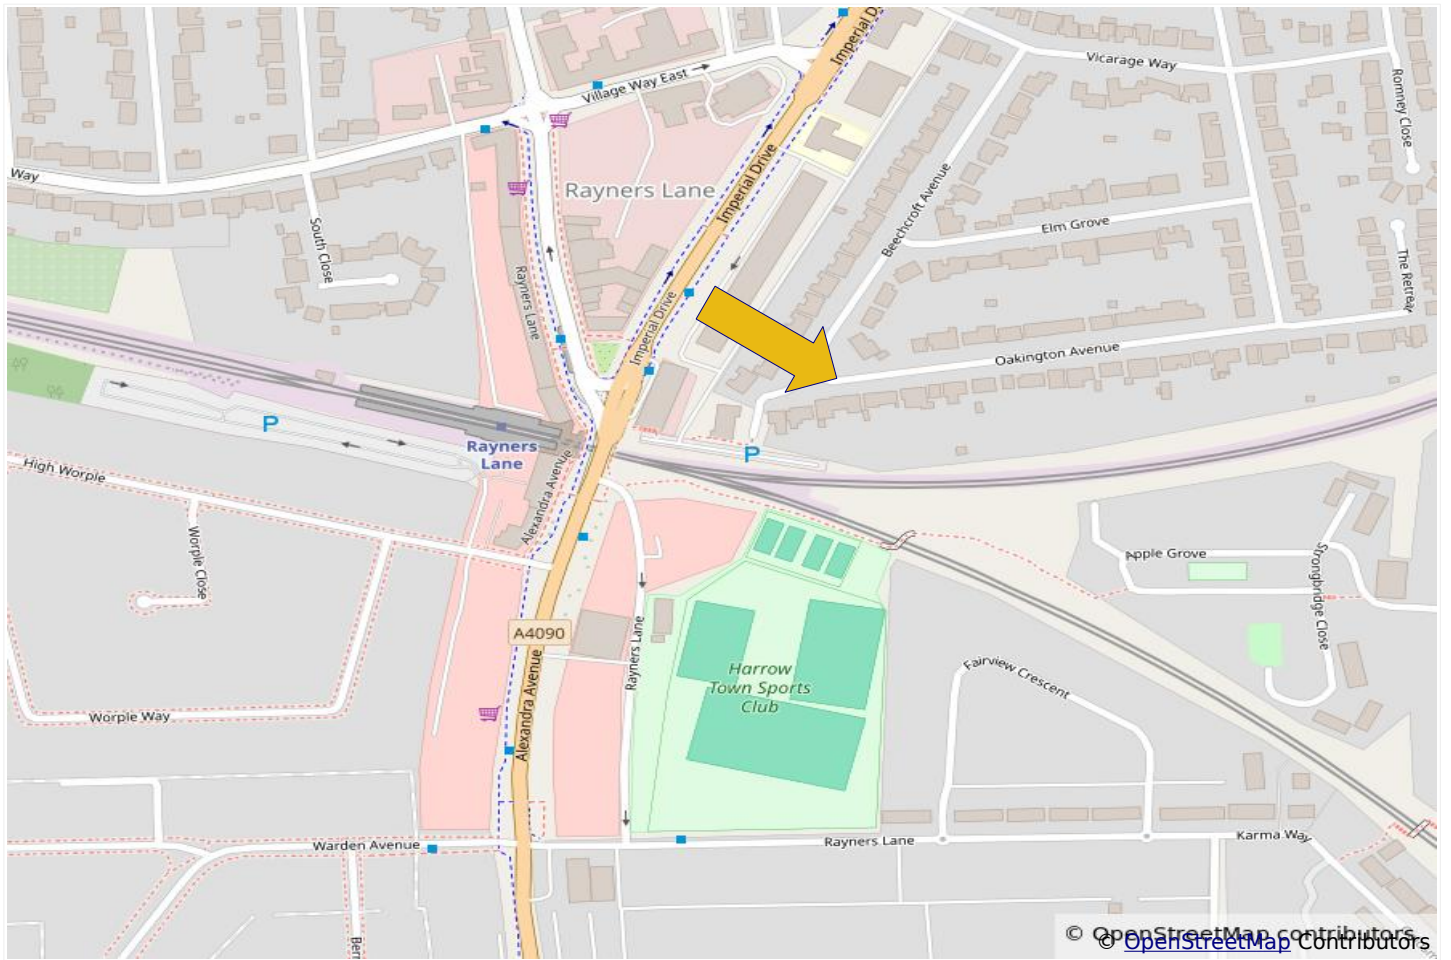 Imperial D
Vicarage Way
Romney Close
Village Way East
Imperial Drive
Way
Rayners Lane
Beechcroft Avenue
Elm Grove
South Close
The Retreat
Rayners Lane
Imperial Drive
Oakington Avenue
P
Rayners
Lane
P
High Worple
Alexandra Avenue
Worple Close
Apple Grove
Strongbridge Close
A4090
Rayners Lane
Harrow
Town Sports
Club
Fairview Crescent
Alexandra Avenue
Worple Way
Warden Avenue
Rayners Lane
Karma Way
Ber
© OpenStreetMap contributors
© OpenStreetMap Contributors